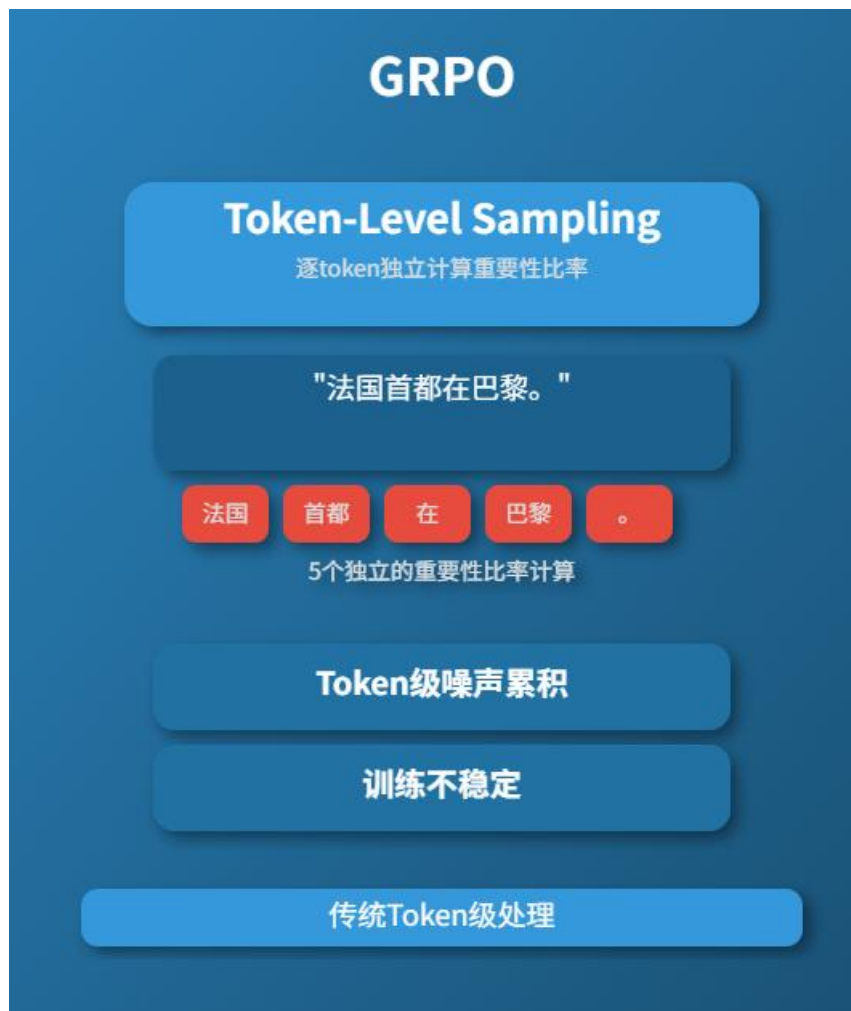 GRPO
Token-Level Sampling
逐token独立计算重要性比率
"法国首都在巴黎。"
法国 首都 在 巴黎 。
5个独立的重要性比率计算
Token级噪声累积
训练不稳定
传统Token级处理